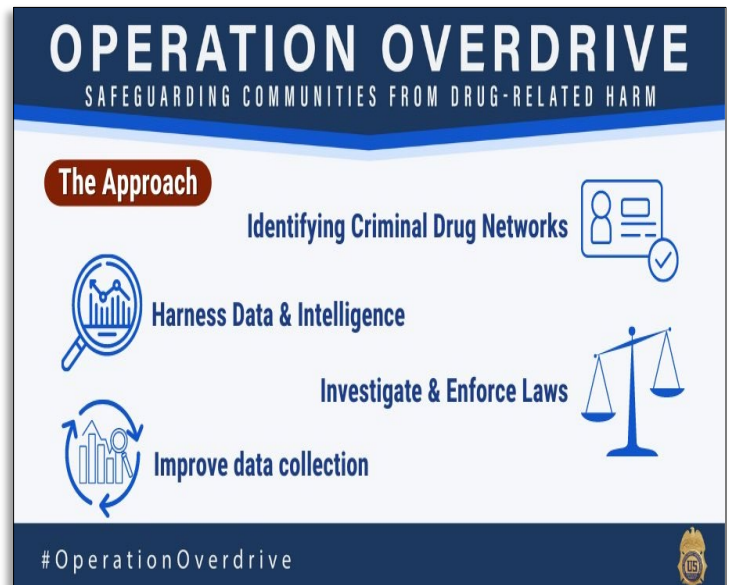 OPERATION OVERDRIVE
SAFEGUARDING COMMUNITIES FROM DRUG-RELATED HARM
The Approach
Identifying Criminal Drug Networks
Harness Data & Intelligence
Investigate & Enforce Laws
Improve data collection
#OperationOverdrive
US